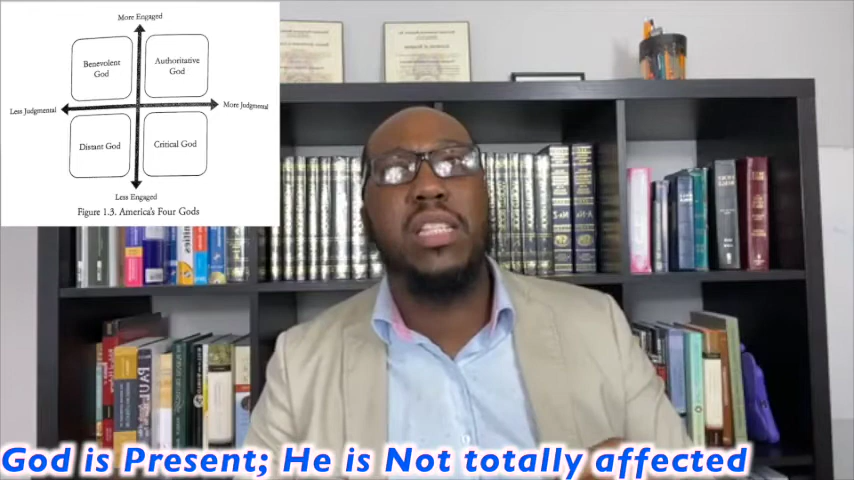 More Engaged
Benevolent
God
Authoritative
God
Less Judgmental
More Judgmental
Distant God
Critical God
Less Engaged
Figure 1.3. America's Four Gods
God is Present; He is Not totally affected